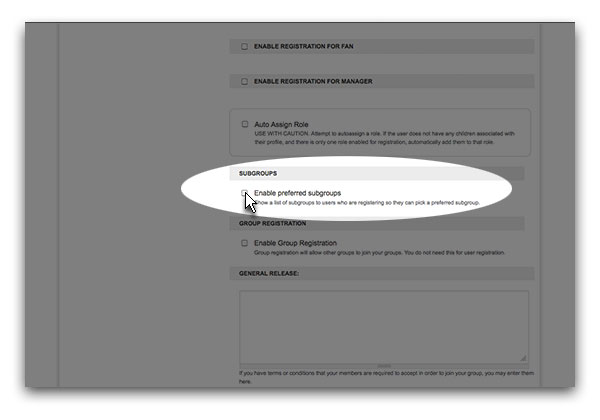 ENABLE REGISTRATION FOR FAN
ENABLE REGISTRATION FOR MANAGER
Auto Assign Role
USE WITH CAUTION. Attempt to autoassign a role. If the user does not have any children associated with
their profile, and there is only one role enabled for registration, automatically add them to that role.
SUBGROUPS
Enable preferred subgroups
Show a list of subgroups to users who are registering so they can pick a preferred subgroup.
GROUP REGISTRATION
Enable Group Registration
Group registration will allow other groups to join your groups. You do not need this for user registration.
GENERAL RELEASE:
If you have terms or conditions that your members are required to accept in order to join your group, you may enter them
here.